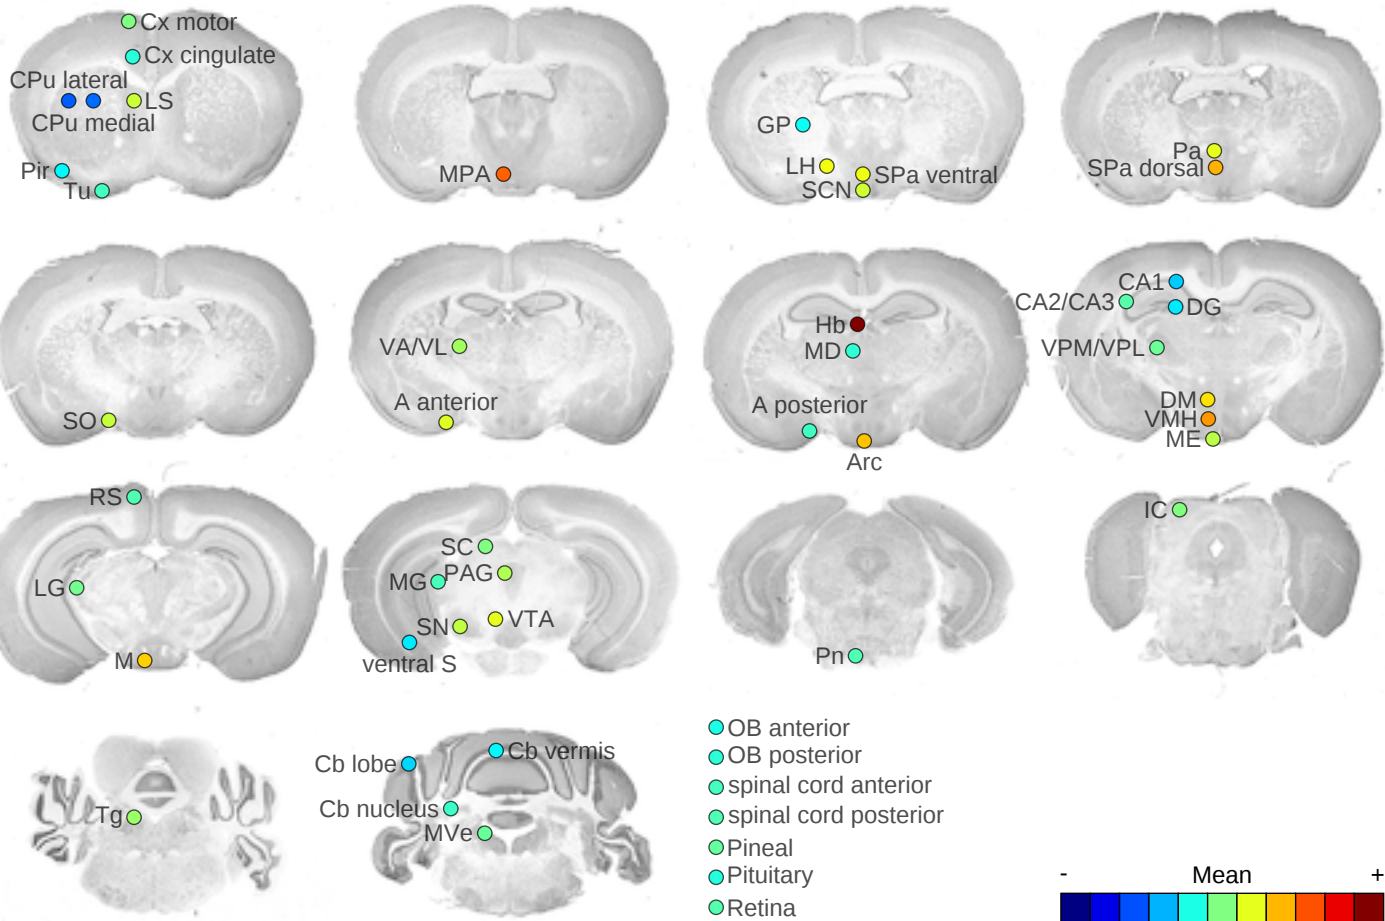 Cx motor
Cx cingulate
CPu lateral
LS
CPu medial
Pir
Tu
MPA
GP
LH
SPa ventral
SCN
Pa
SPa dorsal
SO
VA/VL
A anterior
Hb
MD
A posterior
Arc
CA1
CA2/CA3
DG
VPM/VPL
DM
VMH
ME
RS
LG
M
SC
MG
PAG
SN
VTA
ventral S
Pn
IC
Tg
Cb lobe
Cb vermis
Cb nucleus
MVe
OB anterior
OB posterior
spinal cord anterior
spinal cord posterior
Pineal
Pituitary
Retina
- Mean +